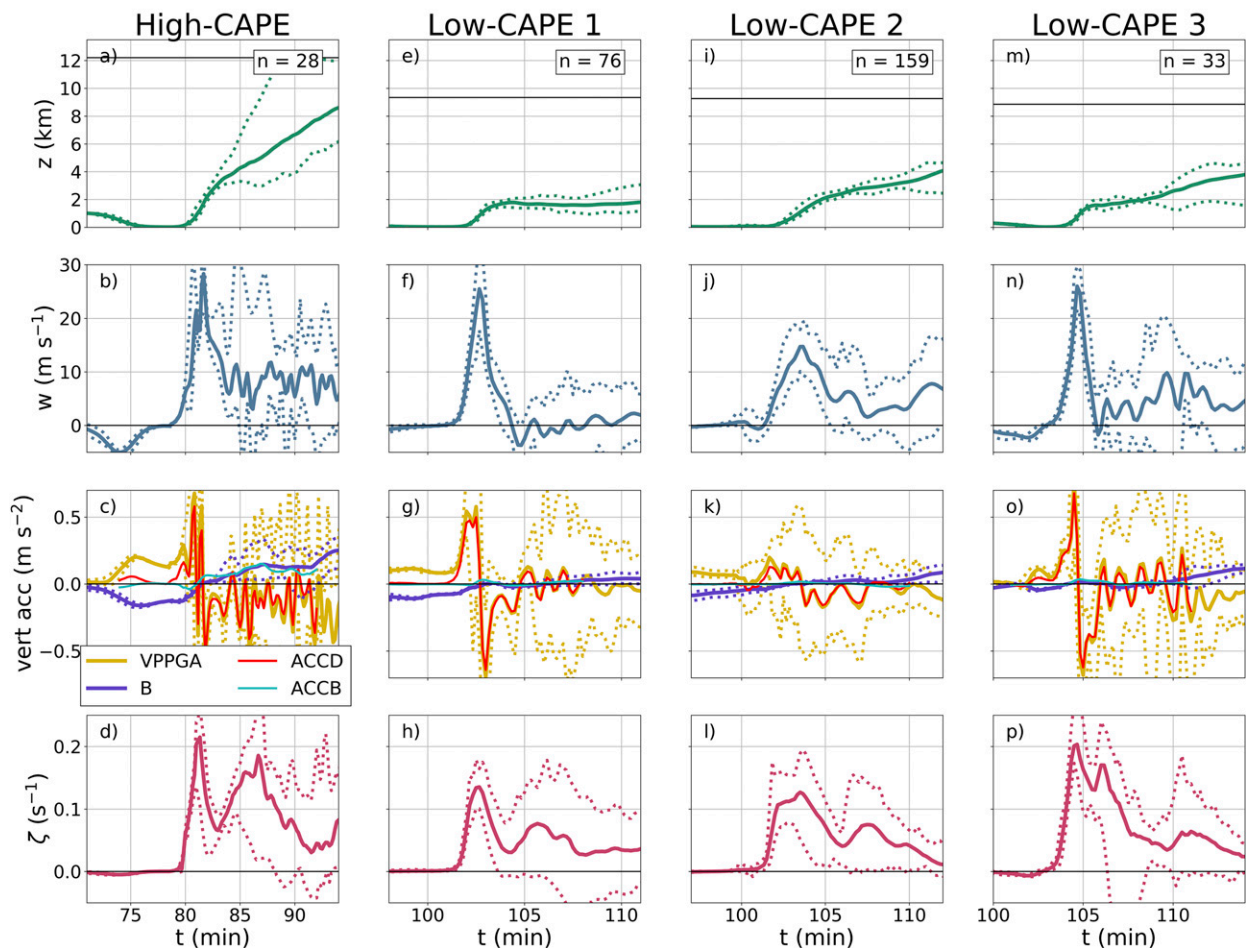 High-CAPE Low-CAPE 1 Low-CAPE 2 Low-CAPE 3
a) n = 28 e) n = 76 i) n = 159 m) n = 33
z (km)
12
10
8
6
4
2
0
b) f) j) n)
w (m s⁻¹)
30
20
10
0
c) g) k) o)
vert acc (m s⁻²)
0.5
0.0
−0.5
VPPGA ACCD
B ACCB
d) h) l) p)
ζ (s⁻¹)
0.2
0.1
0.0
75 80 85 90 100 105 110 100 105 110 100 105 110
t (min) t (min) t (min) t (min)